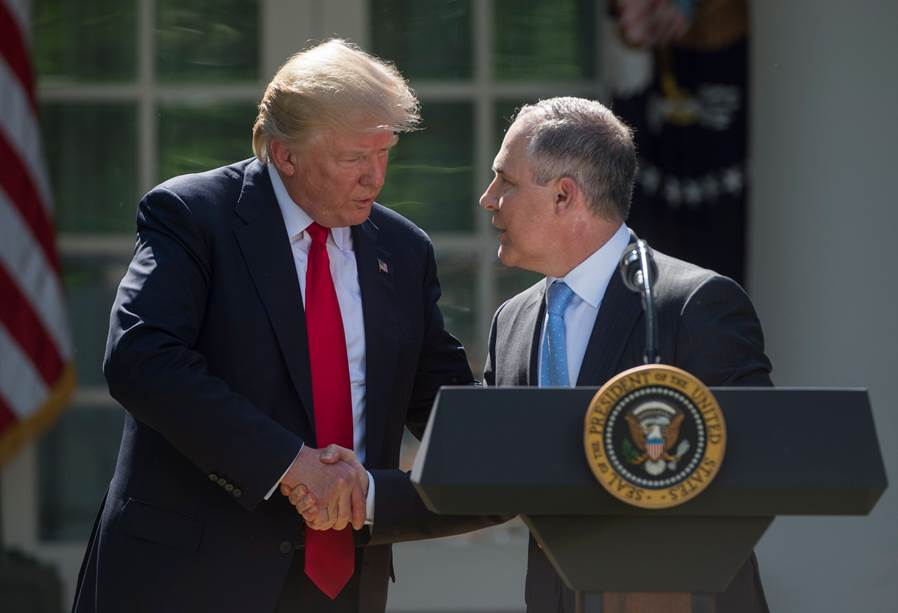 SEAL OF THE PRESIDENT OF THE UNITED STATES